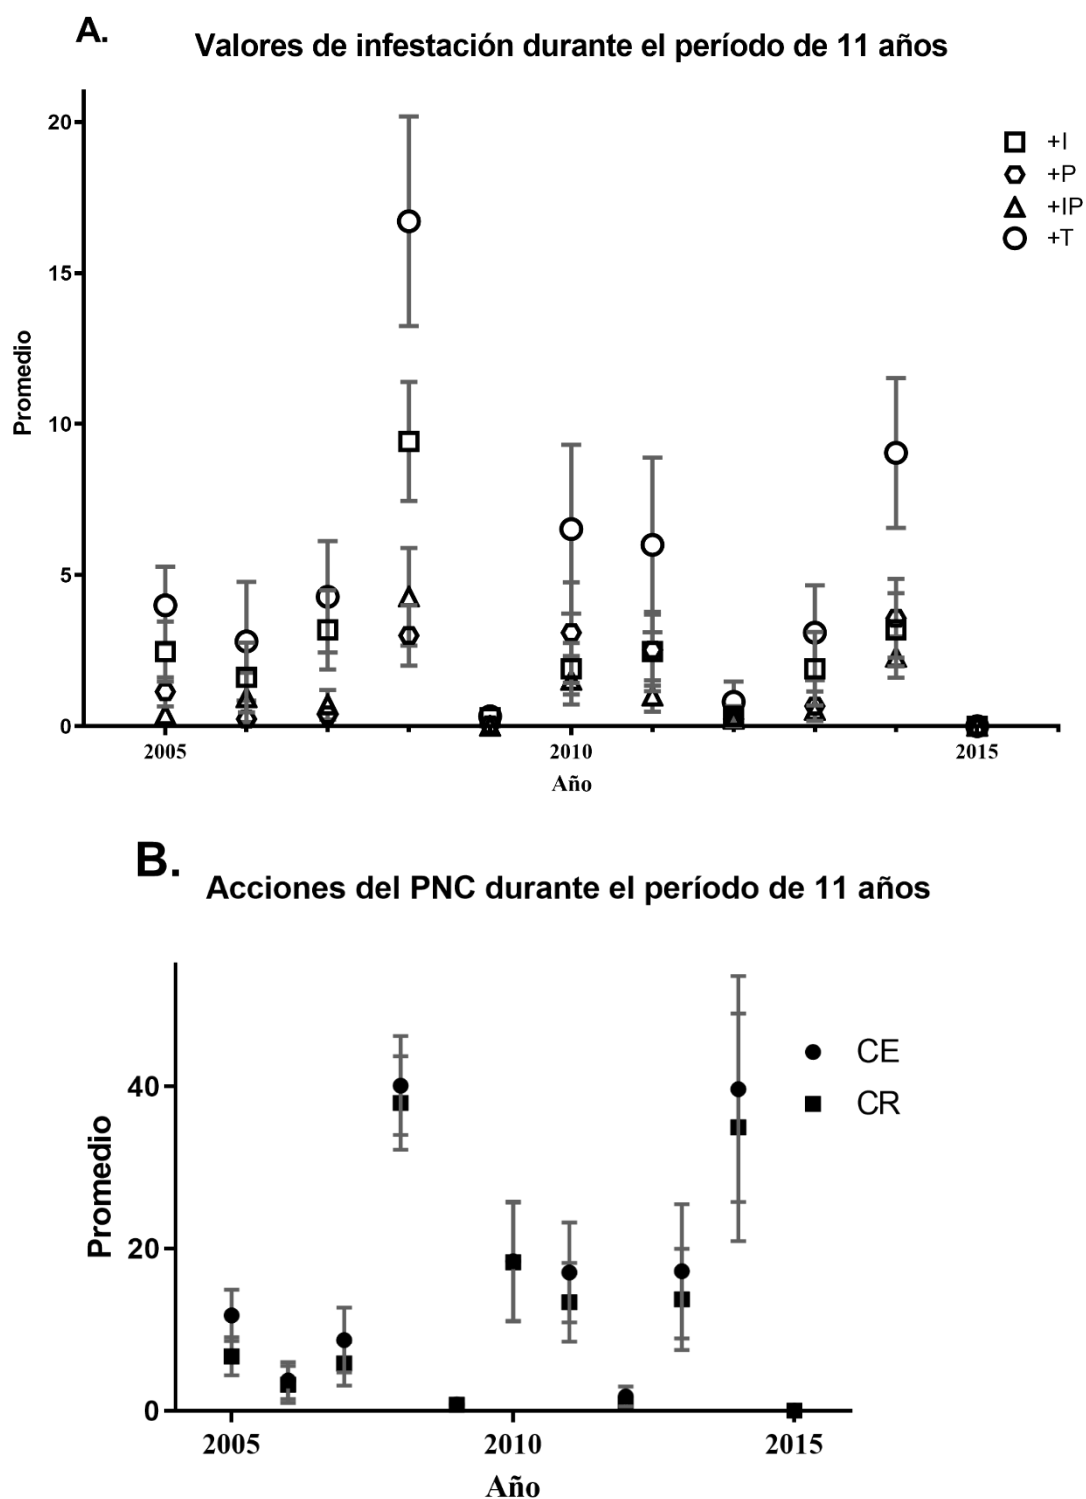 A.
Valores de infestación durante el período de 11 años
20
15
10
5
0
Promedio
2005
2010
2015
Año
+I
+P
+IP
+T
B.
Acciones del PNC durante el período de 11 años
40
20
0
Promedio
2005
2010
2015
Año
CE
CR